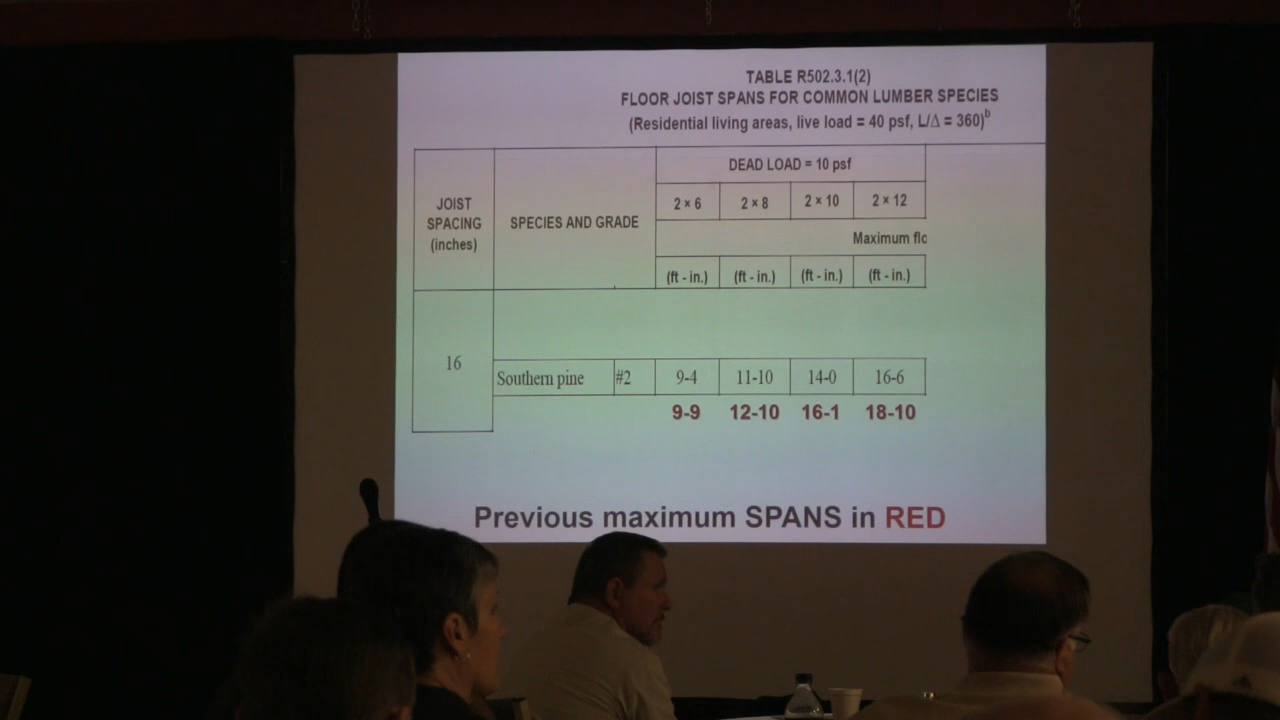 TABLE R502.3.1(2)
FLOOR JOIST SPANS FOR COMMON LUMBER SPECIES
(Residential living areas, live load = 40 psf, L/Δ = 360)b
JOIST SPACING (inches)
SPECIES AND GRADE
DEAD LOAD = 10 psf
2 × 6 2 × 8 2 × 10 2 × 12
Maximum flo
(ft - in.) (ft - in.) (ft - in.) (ft - in.)
16
Southern pine #2 9-4 11-10 14-0 16-6
9-9 12-10 16-1 18-10
Previous maximum SPANS in RED